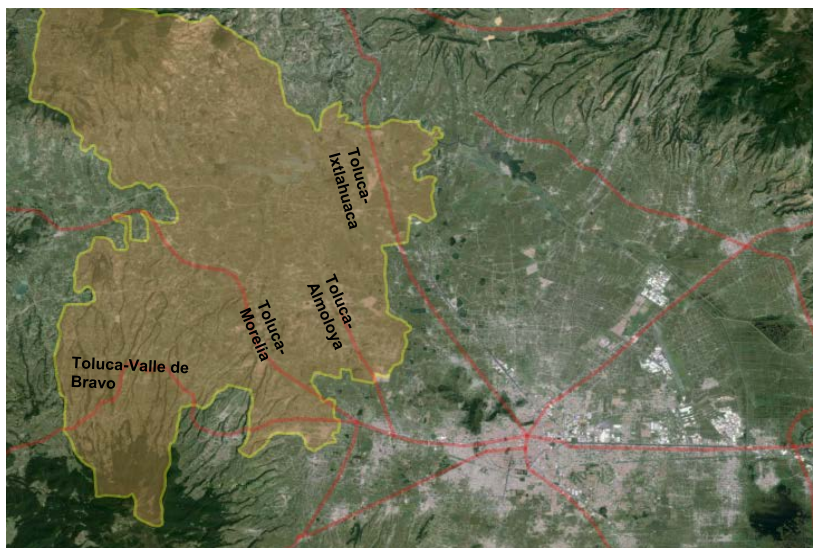 Toluca-
Ixtlahuaca
Toluca-
Almoloya
Toluca-
Morelia
Toluca-Valle de
Bravo